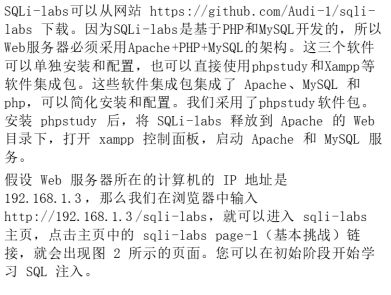 SQLi-labs可以从网站 https://github.com/Audi-1/sqli-
labs 下载。因为SQLi-labs是基于PHP和MySQL开发的，所以
Web服务器必须采用Apache+PHP+MySQL的架构。这三个软件
可以单独安装和配置，也可以直接使用phpstudy和Xampp等
软件集成包。这些软件集成包集成了 Apache、MySQL 和
php，可以简化安装和配置。我们采用了phpstudy软件包。
安装 phpstudy 后，将 SQLi-labs 释放到 Apache 的 Web
目录下，打开 xampp 控制面板，启动 Apache 和 MySQL 服
务。
假设 Web 服务器所在的计算机的 IP 地址是
192.168.1.3，那么我们在浏览器中输入
http://192.168.1.3/sqli-labs，就可以进入 sqli-labs
主页，点击主页中的 sqli-labs page-1（基本挑战）链
接，就会出现图 2 所示的页面。您可以在初始阶段开始学
习 SQL 注入。